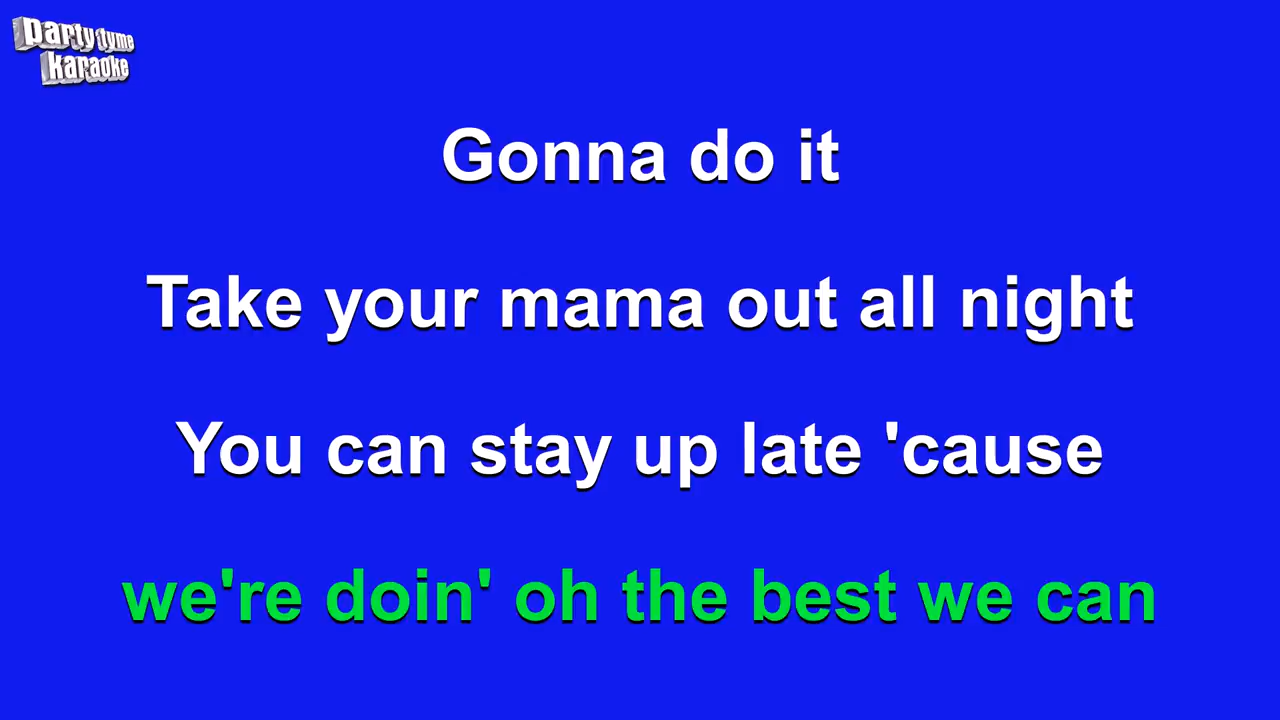 party tyme
karaoke
Gonna do it
Take your mama out all night
You can stay up late 'cause
we're doin' oh the best we can